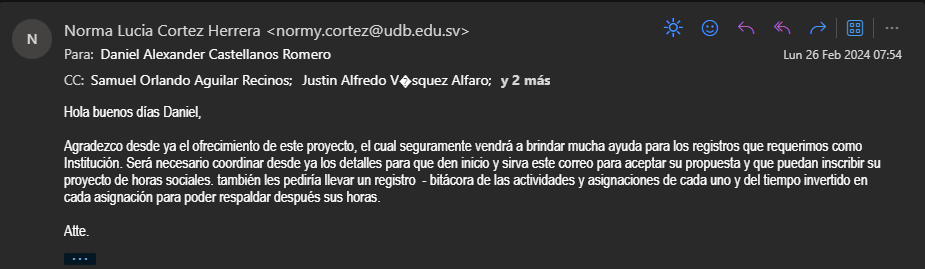 N
Norma Lucia Cortez Herrera <normy.cortez@udb.edu.sv>
Para: Daniel Alexander Castellanos Romero
Lun 26 Feb 2024 07:54
CC: Samuel Orlando Aguilar Recinos; Justin Alfredo V�squez Alfaro; y 2 más
Hola buenos días Daniel,
Agradezco desde ya el ofrecimiento de este proyecto, el cual seguramente vendrá a brindar mucha ayuda para los registros que requerimos como
Institución. Será necesario coordinar desde ya los detalles para que den inicio y sirva este correo para aceptar su propuesta y que puedan inscribir su
proyecto de horas sociales. también les pediría llevar un registro - bitácora de las actividades y asignaciones de cada uno y del tiempo invertido en
cada asignación para poder respaldar después sus horas.
Atte.